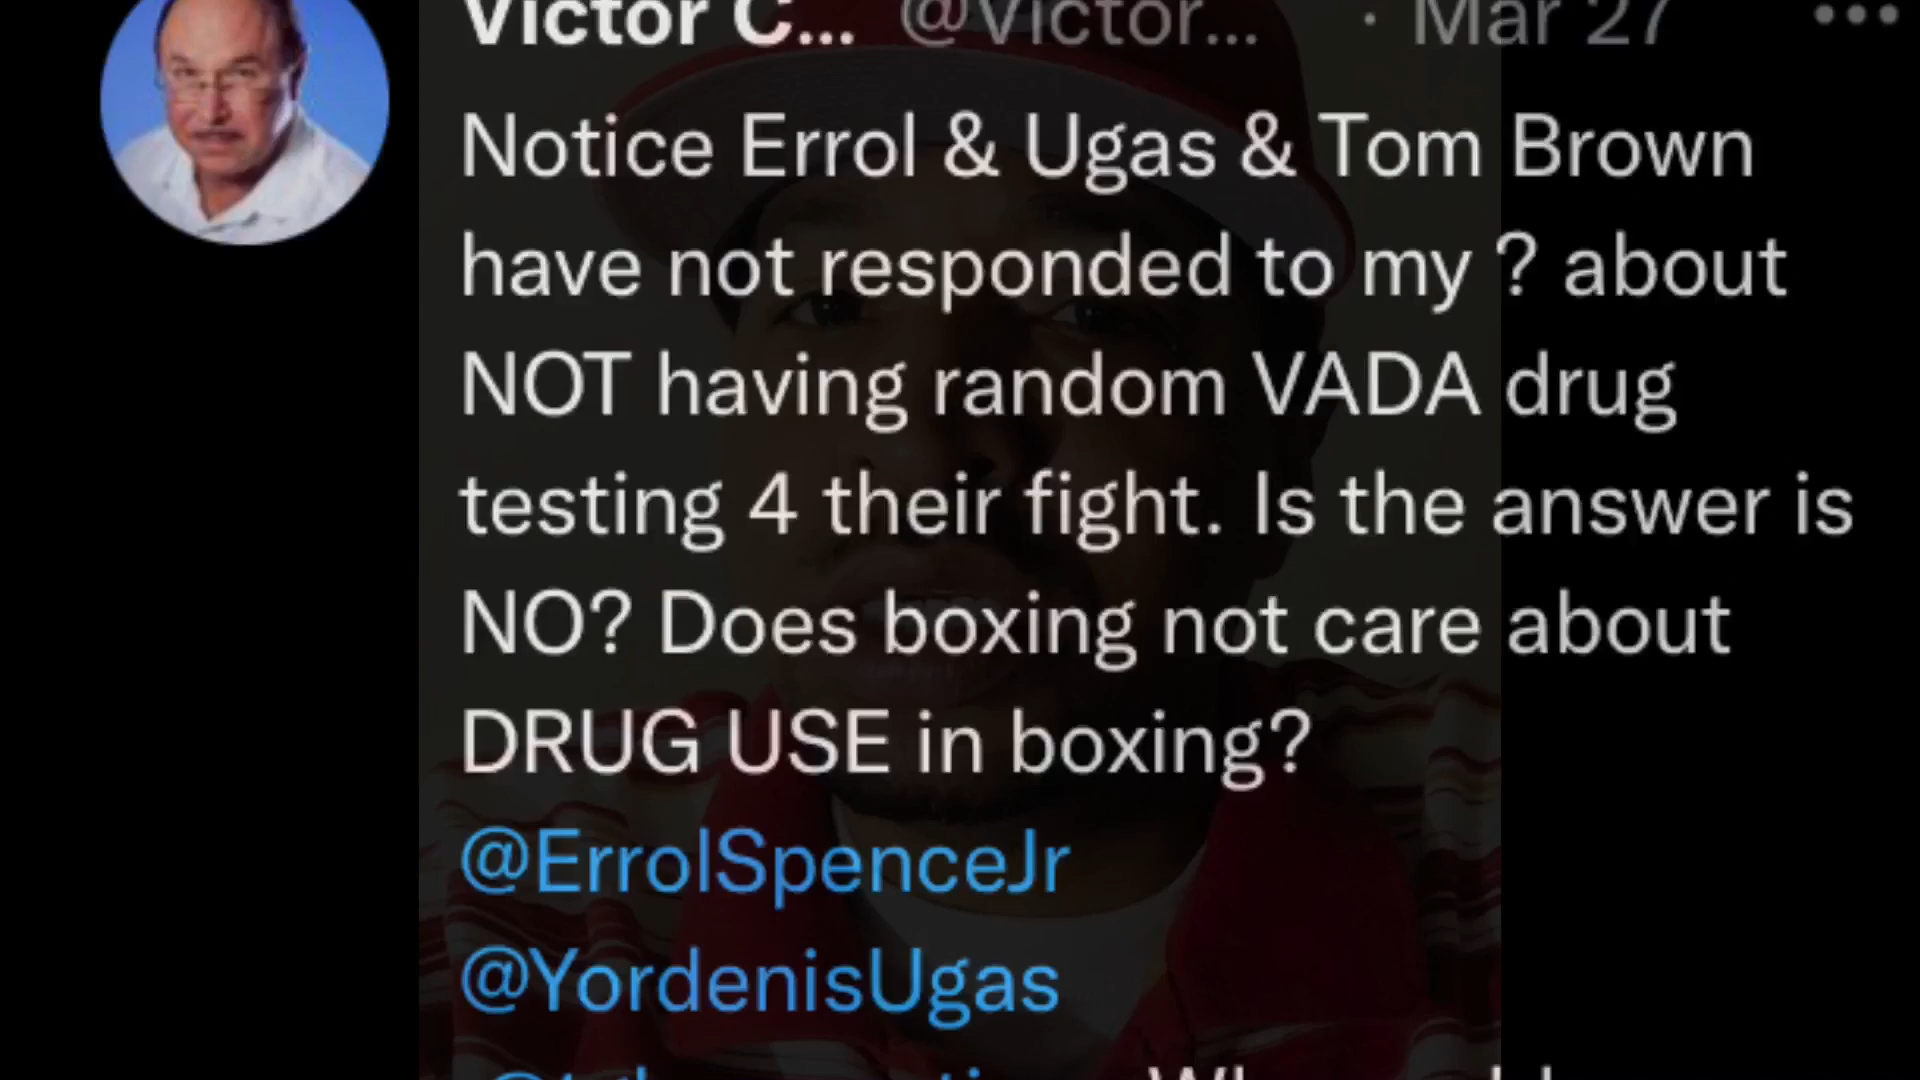 Victor C... @Victor... · Mar 27
Notice Errol & Ugas & Tom Brown
have not responded to my ? about
NOT having random VADA drug
testing 4 their fight. Is the answer is
NO? Does boxing not care about
DRUG USE in boxing?
@ErrolSpenceJr
@YordenisUgas